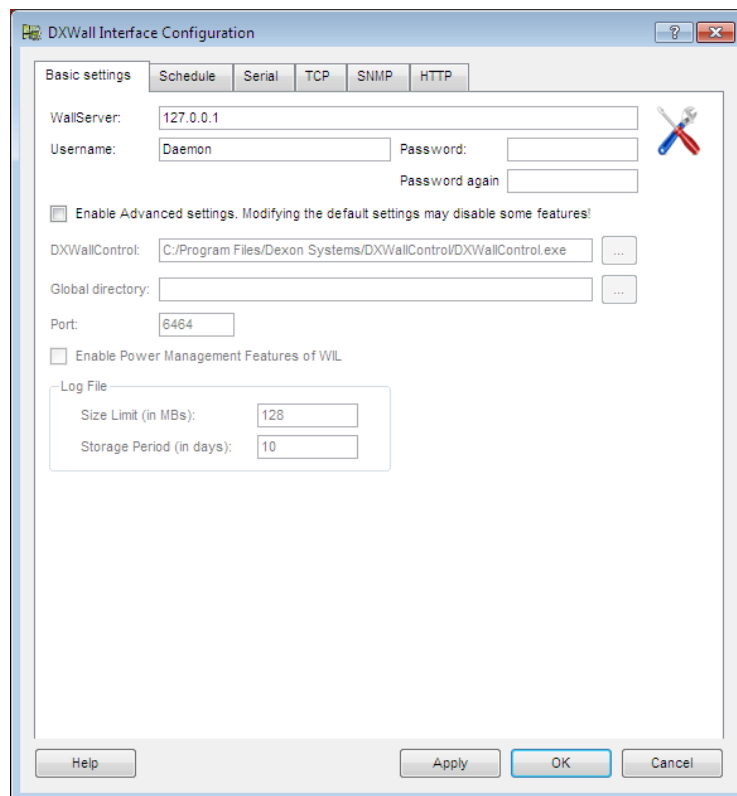 DXWall Interface Configuration
Basic settings Schedule Serial TCP SNMP HTTP
WallServer: 127.0.0.1
Username: Daemon Password:
Password again
Enable Advanced settings. Modifying the default settings may disable some features!
DXWallControl: C:/Program Files/Dexon Systems/DXWallControl/DXWallControl.exe ...
Global directory: ...
Port: 6464
Enable Power Management Features of WIL
Log File
Size Limit (in MBs): 128
Storage Period (in days): 10
Help Apply OK Cancel